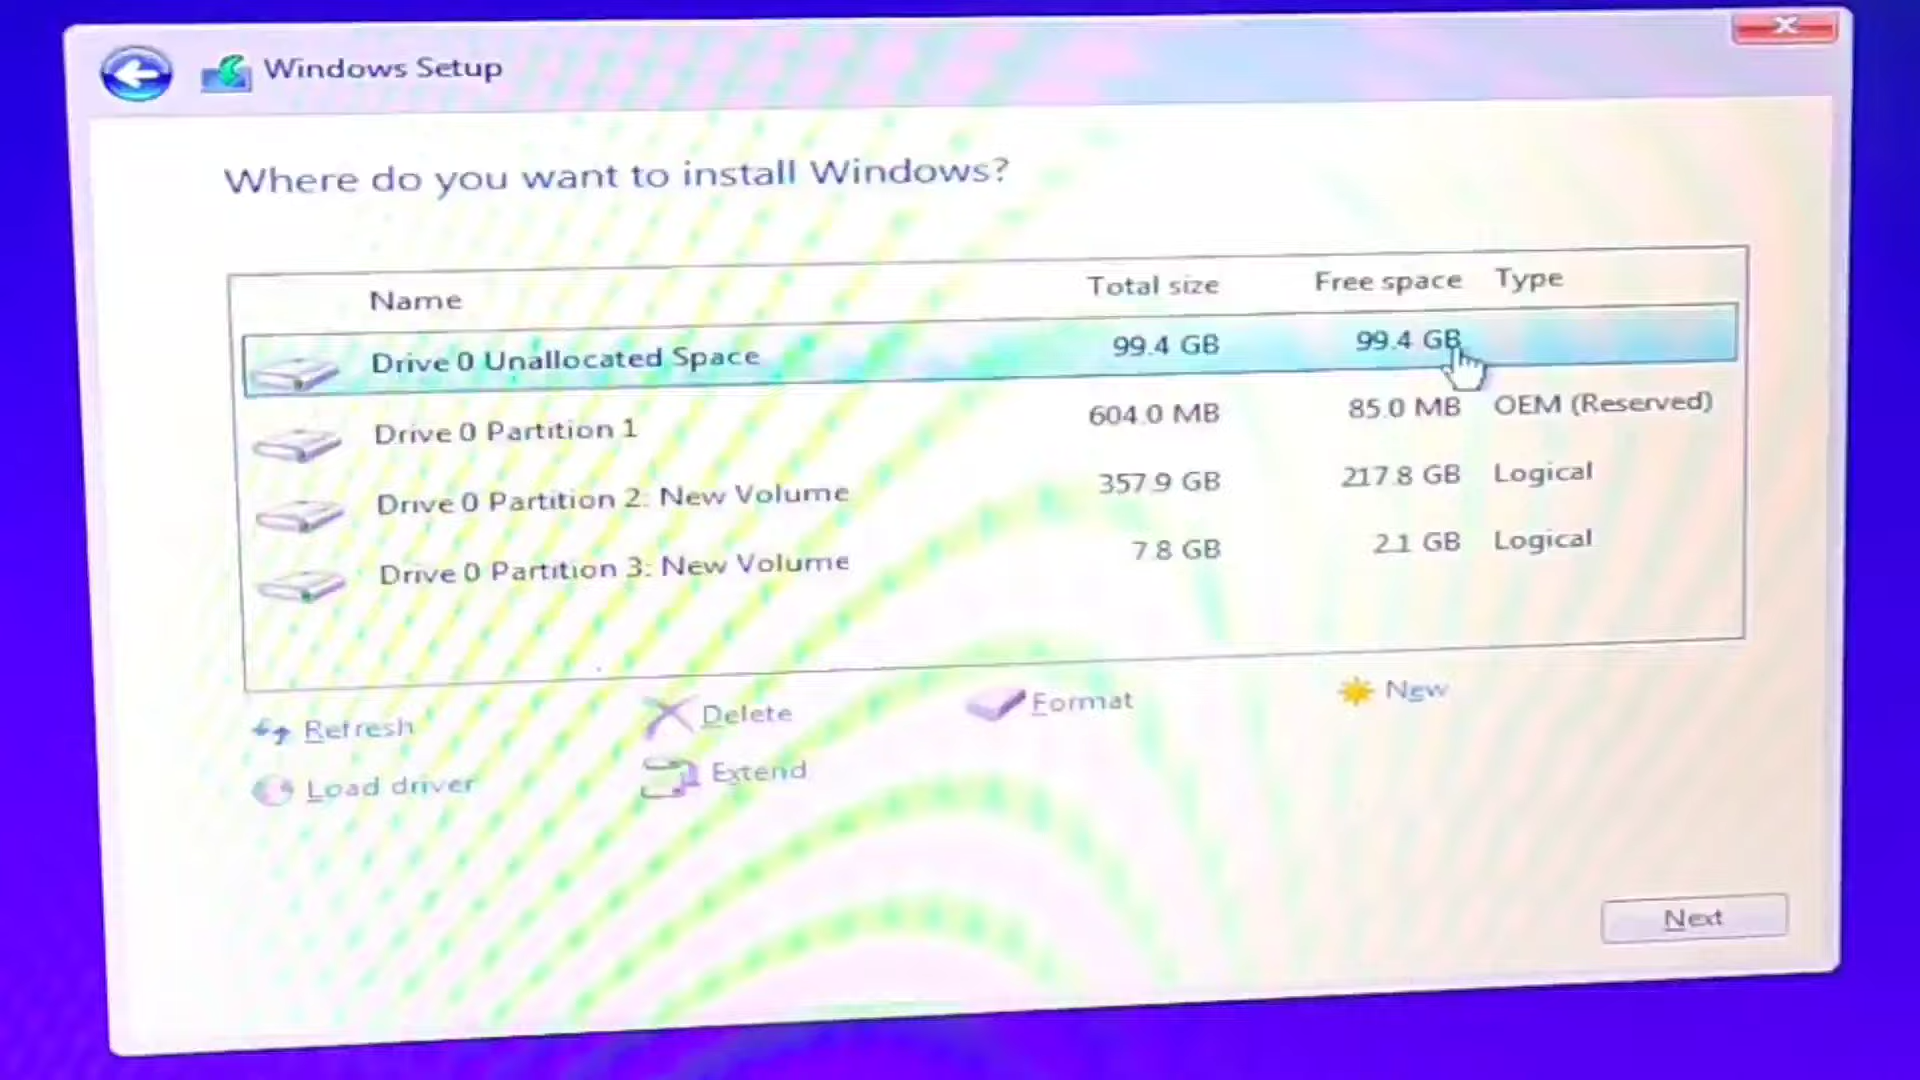 Windows Setup
Where do you want to install Windows?
Name Total size Free space Type
Drive 0 Unallocated Space 99.4 GB 99.4 GB
Drive 0 Partition 1 604.0 MB 85.0 MB OEM (Reserved)
Drive 0 Partition 2: New Volume 357.9 GB 217.8 GB Logical
Drive 0 Partition 3: New Volume 7.8 GB 2.1 GB Logical
Refresh Delete Format New
Load driver Extend
Next